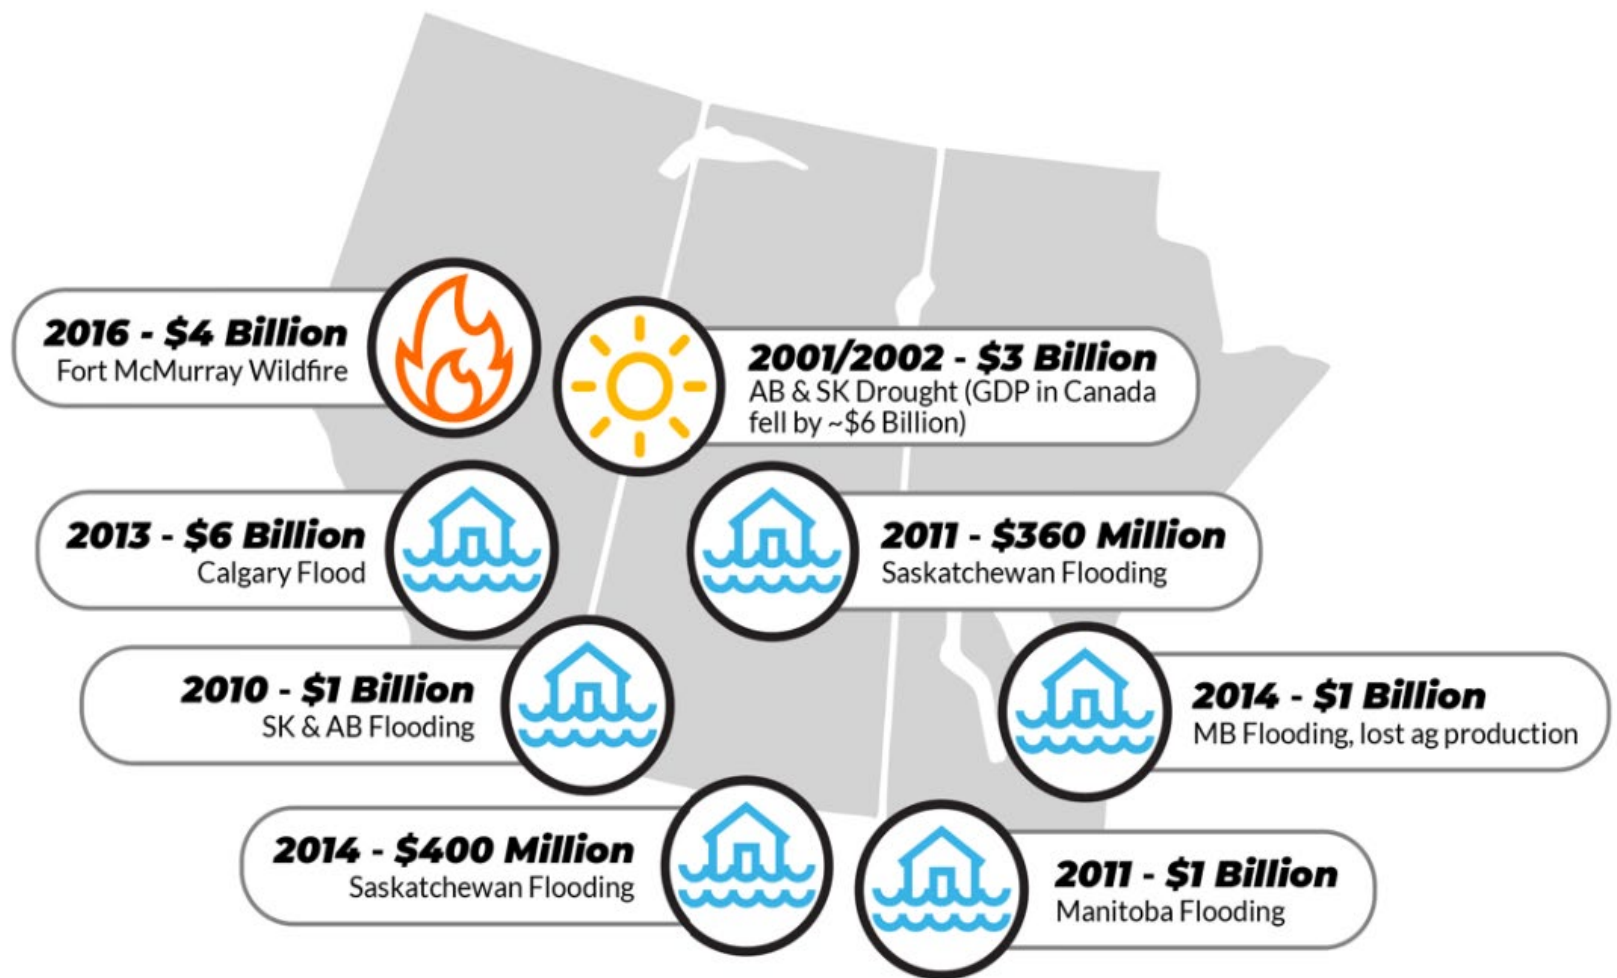 2016 - $4 Billion
Fort McMurray Wildfire
2001/2002 - $3 Billion
AB & SK Drought (GDP in Canada
fell by ~$6 Billion)
2013 - $6 Billion
Calgary Flood
2011 - $360 Million
Saskatchewan Flooding
2010 - $1 Billion
SK & AB Flooding
2014 - $1 Billion
MB Flooding, lost ag production
2014 - $400 Million
Saskatchewan Flooding
2011 - $1 Billion
Manitoba Flooding